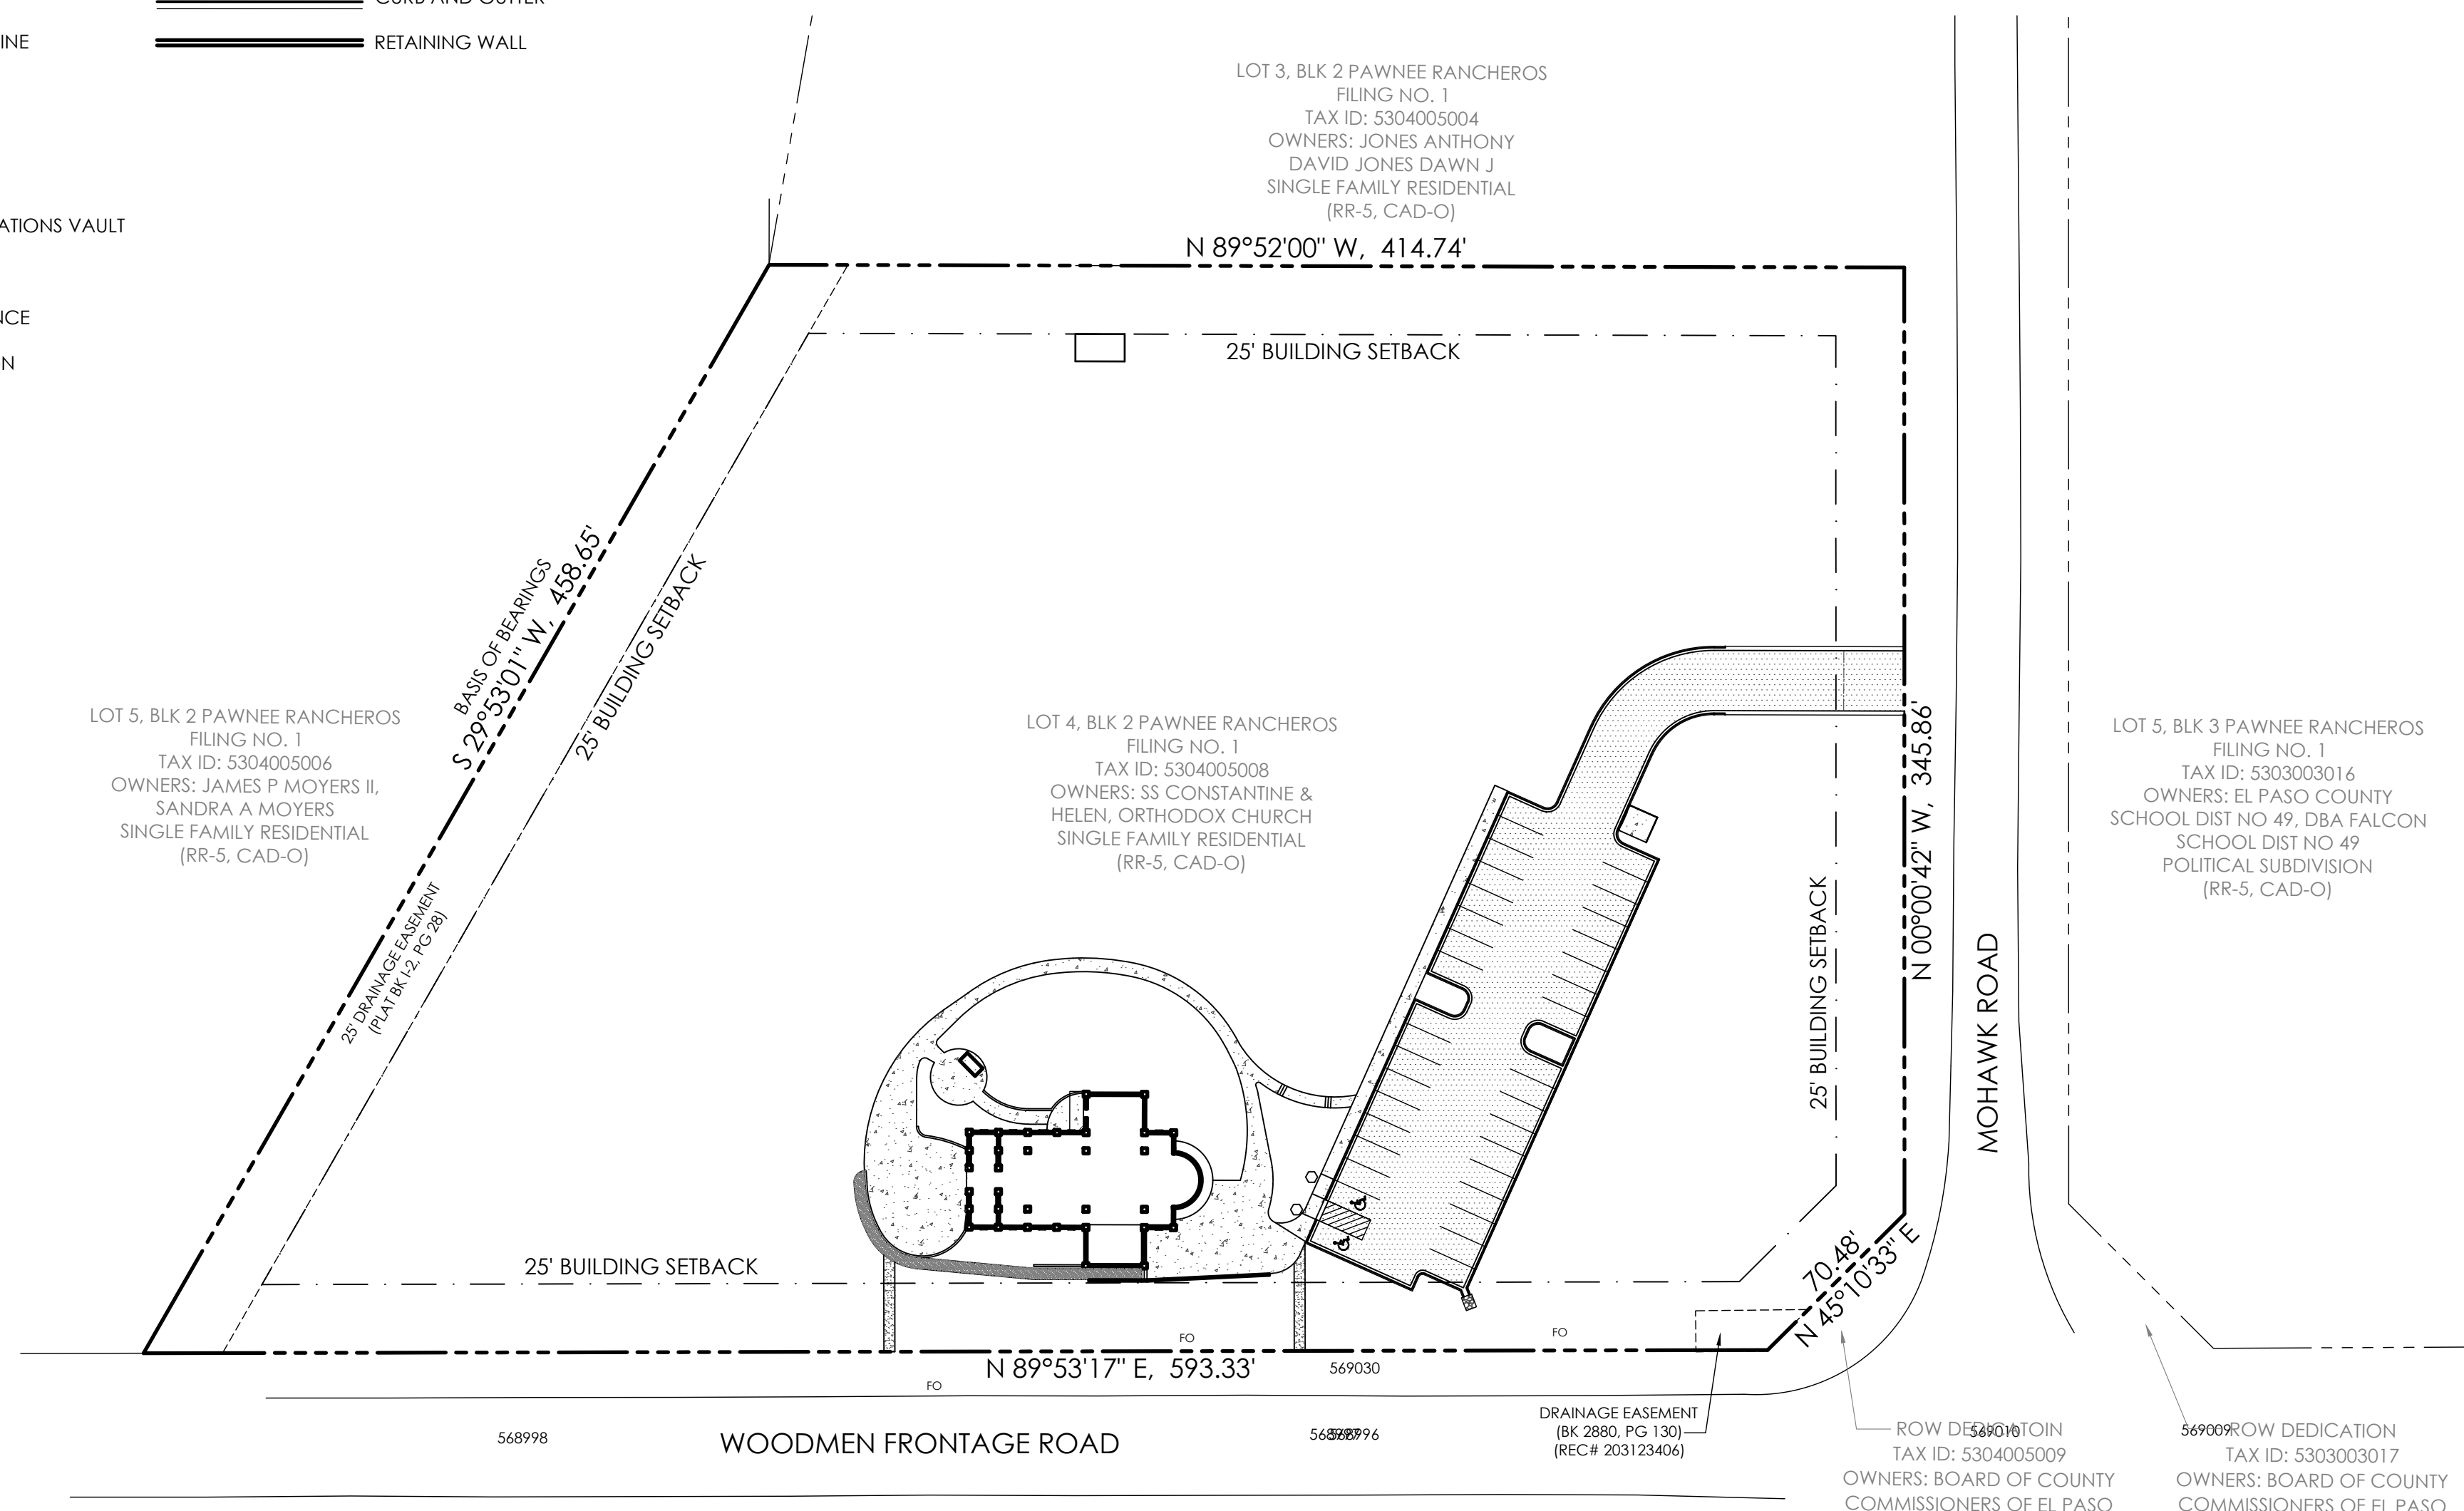 CURB AND GUTTER
INE
RETAINING WALL
ATIONS VAULT
NCE
N
LOT 3, BLK 2 PAWNEE RANCHEROS
FILING NO. 1
TAX ID: 5304005004
OWNERS: JONES ANTHONY
DAVID JONES DAWN J
SINGLE FAMILY RESIDENTIAL
(RR-5, CAD-O)
N 89°52'00" W, 414.74'
25' BUILDING SETBACK
BASIS OF BEARINGS
S 29°53'01" W, 458.65'
25' BUILDING SETBACK
LOT 5, BLK 2 PAWNEE RANCHEROS
FILING NO. 1
TAX ID: 5304005006
OWNERS: JAMES P MOYERS II,
SANDRA A MOYERS
SINGLE FAMILY RESIDENTIAL
(RR-5, CAD-O)
25' DRAINAGE EASEMENT
(PLAT BK I-2, PG 28)
LOT 4, BLK 2 PAWNEE RANCHEROS
FILING NO. 1
TAX ID: 5304005008
OWNERS: SS CONSTANTINE &
HELEN, ORTHODOX CHURCH
SINGLE FAMILY RESIDENTIAL
(RR-5, CAD-O)
N 00°00'42" W, 345.86'
25' BUILDING SETBACK
MOHAWK ROAD
LOT 5, BLK 3 PAWNEE RANCHEROS
FILING NO. 1
TAX ID: 5303003016
OWNERS: EL PASO COUNTY
SCHOOL DIST NO 49, DBA FALCON
SCHOOL DIST NO 49
POLITICAL SUBDIVISION
(RR-5, CAD-O)
25' BUILDING SETBACK
70.48'
N 45°10'33" E
FO
FO
N 89°53'17" E, 593.33'
569030
FO
568998
WOODMEN FRONTAGE ROAD
568996
DRAINAGE EASEMENT
(BK 2880, PG 130)
(REC# 203123406)
ROW DEDICATOIN
569010
TAX ID: 5304005009
OWNERS: BOARD OF COUNTY
COMMISSIONERS OF EL PASO
569009
ROW DEDICATION
TAX ID: 5303003017
OWNERS: BOARD OF COUNTY
COMMISSIONERS OF EL PASO